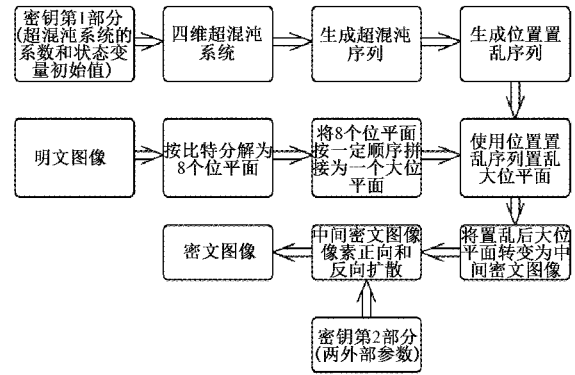 密钥第1部分
(超混沌系统的
系数和状态变
量初始值)
四维超混沌
系统
生成超混沌
序列
生成位置置
乱序列
明文图像
按比特分解为
8个位平面
将8个位平面
按一定顺序拼
接为一个大位
平面
使用位置置
乱序列置乱
大位平面
密文图像
中间密文图像
像素正向和
反向扩散
将置乱后大位
平面转变为中
间密文图像
密钥第2部分
(两外部参数)